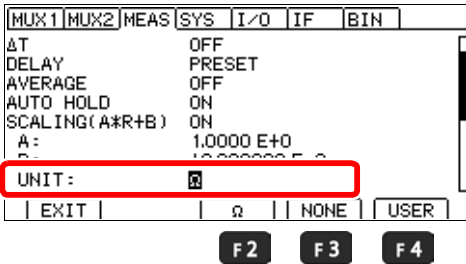 MUX1 MUX2 MEAS SYS I/O IF BIN
ΔT OFF
DELAY PRESET
AVERAGE OFF
AUTO HOLD ON
SCALING(A*R+B) ON
A: 1.0000 E+0
UNIT: Ω
EXIT Ω NONE USER
F2 F3 F4